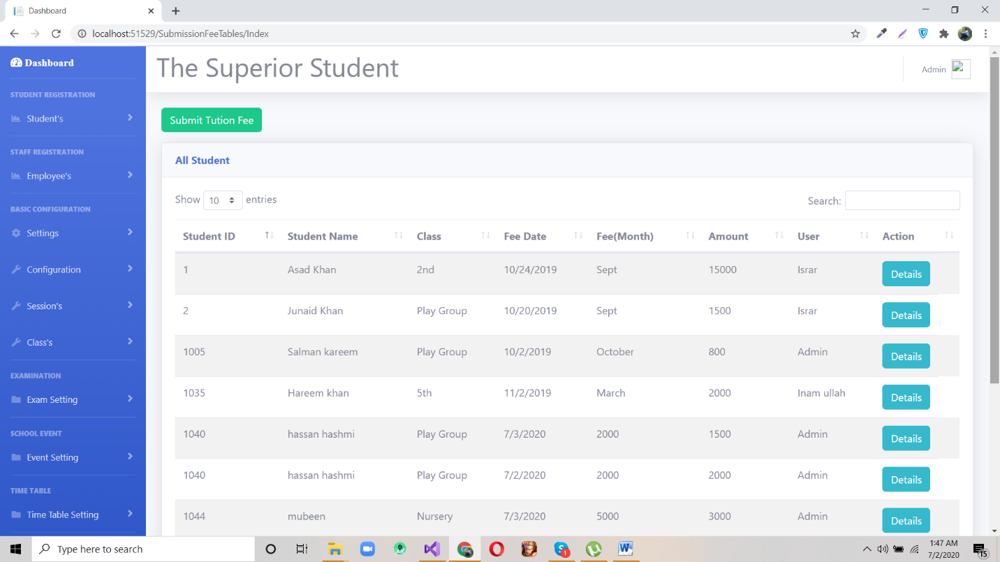 Dashboard
localhost:51529/SubmissionFeeTables/Index
Dashboard
STUDENT REGISTRATION
Student's
STAFF REGISTRATION
Employee's
BASIC CONFIGURATION
Settings
Configuration
Session's
Class's
EXAMINATION
Exam Setting
SCHOOL EVENT
Event Setting
TIME TABLE
Time Table Setting
The Superior Student
Admin
Submit Tution Fee
All Student
Show 10 entries
Search:
Student ID Student Name Class Fee Date Fee(Month) Amount User Action
1 Asad Khan 2nd 10/24/2019 Sept 15000 Israr Details
2 Junaid Khan Play Group 10/20/2019 Sept 1500 Israr Details
1005 Salman kareem Play Group 10/2/2019 October 800 Admin Details
1035 Hareem khan 5th 11/2/2019 March 2000 Inam ullah Details
1040 hassan hashmi Play Group 7/3/2020 2000 1500 Admin Details
1040 hassan hashmi Play Group 7/2/2020 2000 2000 Admin Details
1044 mubeen Nursery 7/3/2020 5000 3000 Admin Details
Type here to search
1
W
1:47 AM
7/2/2020
15